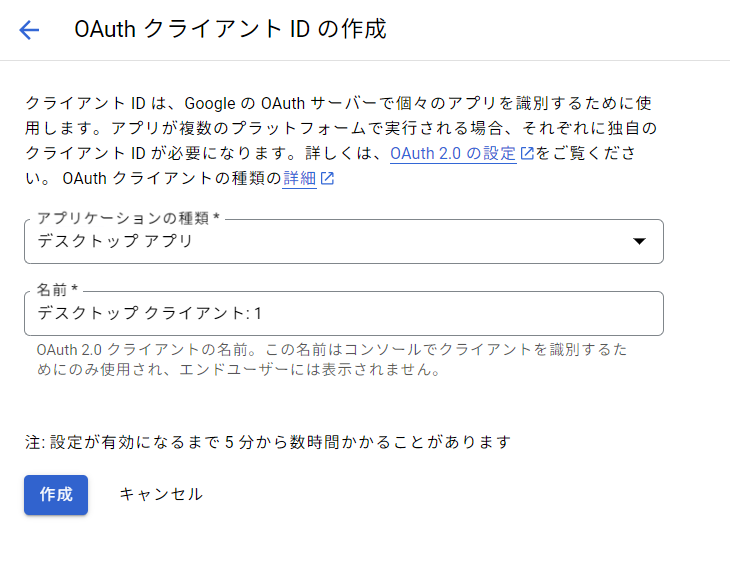 OAuth クライアント ID の作成
クライアント ID は、Google の OAuth サーバーで個々のアプリを識別するために使
用します。アプリが複数のプラットフォームで実行される場合、それぞれに独自の
クライアント ID が必要になります。詳しくは、OAuth 2.0 の設定をご覧くださ
い。 OAuth クライアントの種類の詳細
アプリケーションの種類 *
デスクトップ アプリ
名前 *
デスクトップ クライアント: 1
OAuth 2.0 クライアントの名前。この名前はコンソールでクライアントを識別するた
めにのみ使用され、エンドユーザーには表示されません。
注: 設定が有効になるまで 5 分から数時間かかることがあります
作成 キャンセル